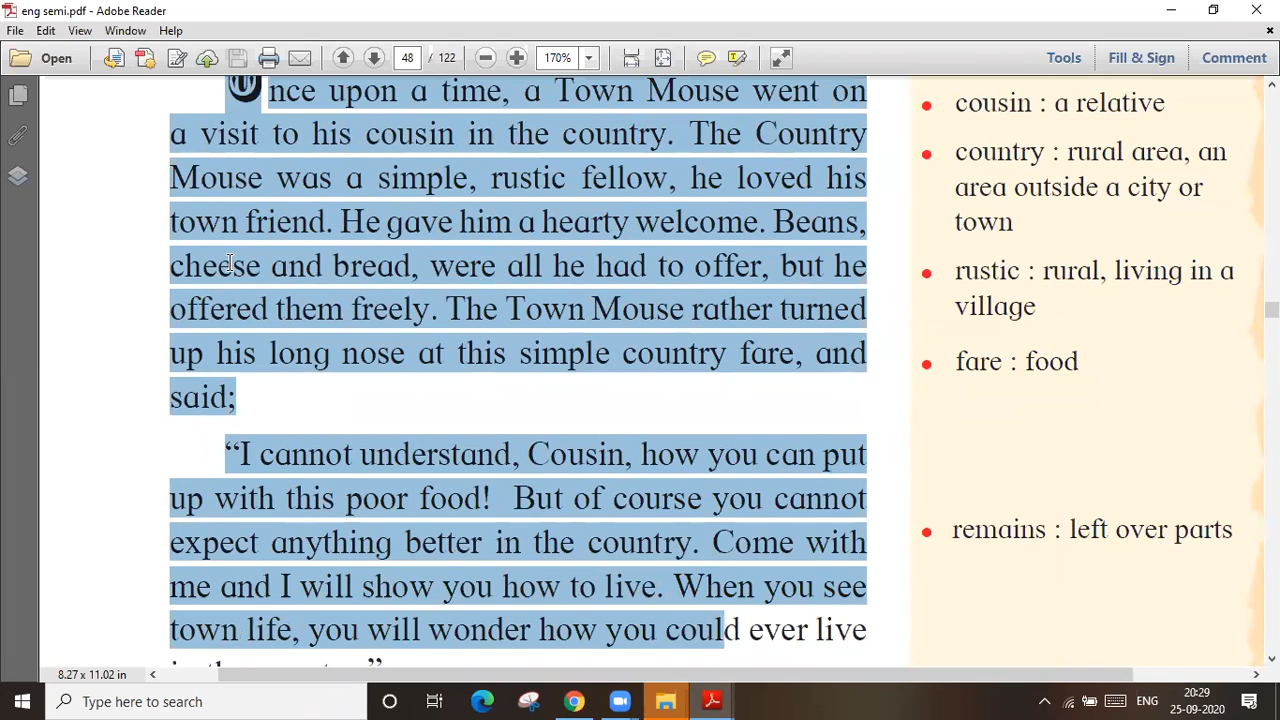 eng semi.pdf - Adobe Reader
File Edit View Window Help
Open 48 / 122 170% Tools Fill & Sign Comment
Once upon a time, a Town Mouse went on
a visit to his cousin in the country. The Country
Mouse was a simple, rustic fellow, he loved his
town friend. He gave him a hearty welcome. Beans,
cheese and bread, were all he had to offer, but he
offered them freely. The Town Mouse rather turned
up his long nose at this simple country fare, and
said;
“I cannot understand, Cousin, how you can put
up with this poor food! But of course you cannot
expect anything better in the country. Come with
me and I will show you how to live. When you see
town life, you will wonder how you could ever live
cousin : a relative
country : rural area, an
area outside a city or
town
rustic : rural, living in a
village
fare : food
remains : left over parts
8.27 x 11.02 in
Type here to search
ENG
20:29
25-09-2020